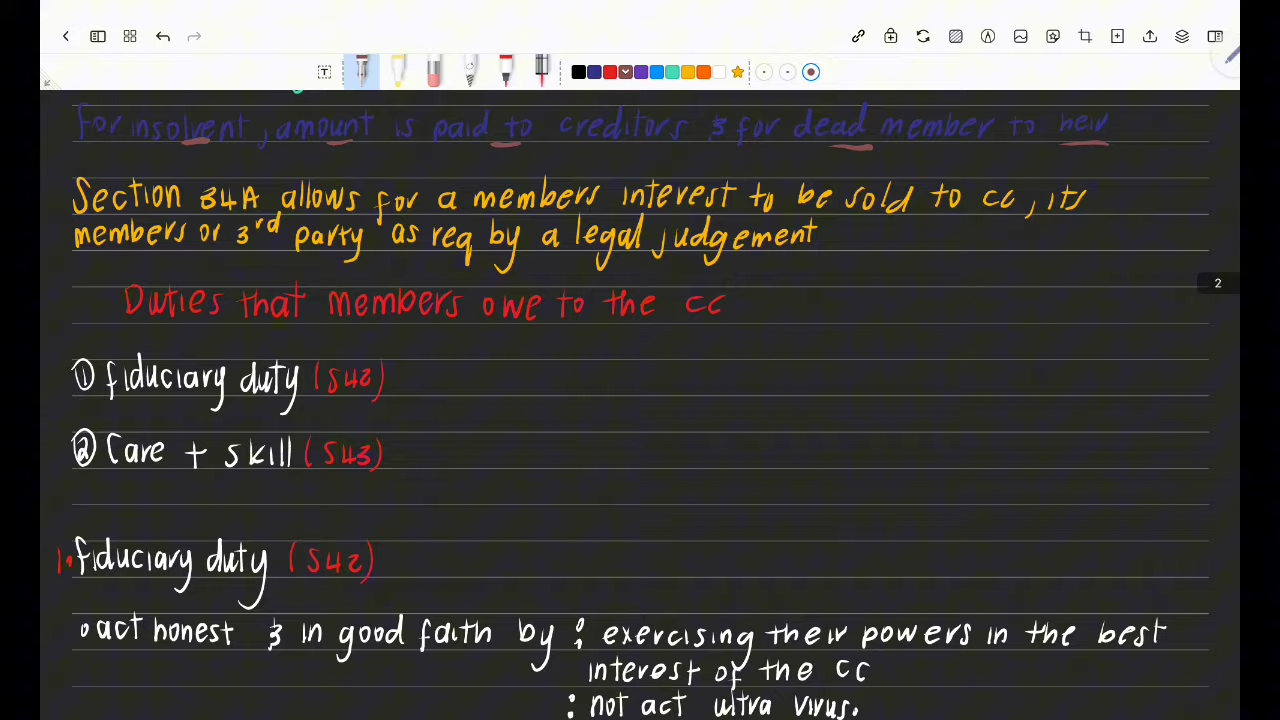 T
For insolvent, amount is paid to creditors & for dead member to heir
Section 34A allows for a members interest to be sold to cc, its
members or 3rd party as req by a legal judgement
2
Duties that members owe to the cc
① fiduciary duty (S42)
② Care + skill (S43)
1. fiduciary duty (S42)
o act honest & in good faith by : exercising their powers in the best
interest of the CC
: not act ultra virus.